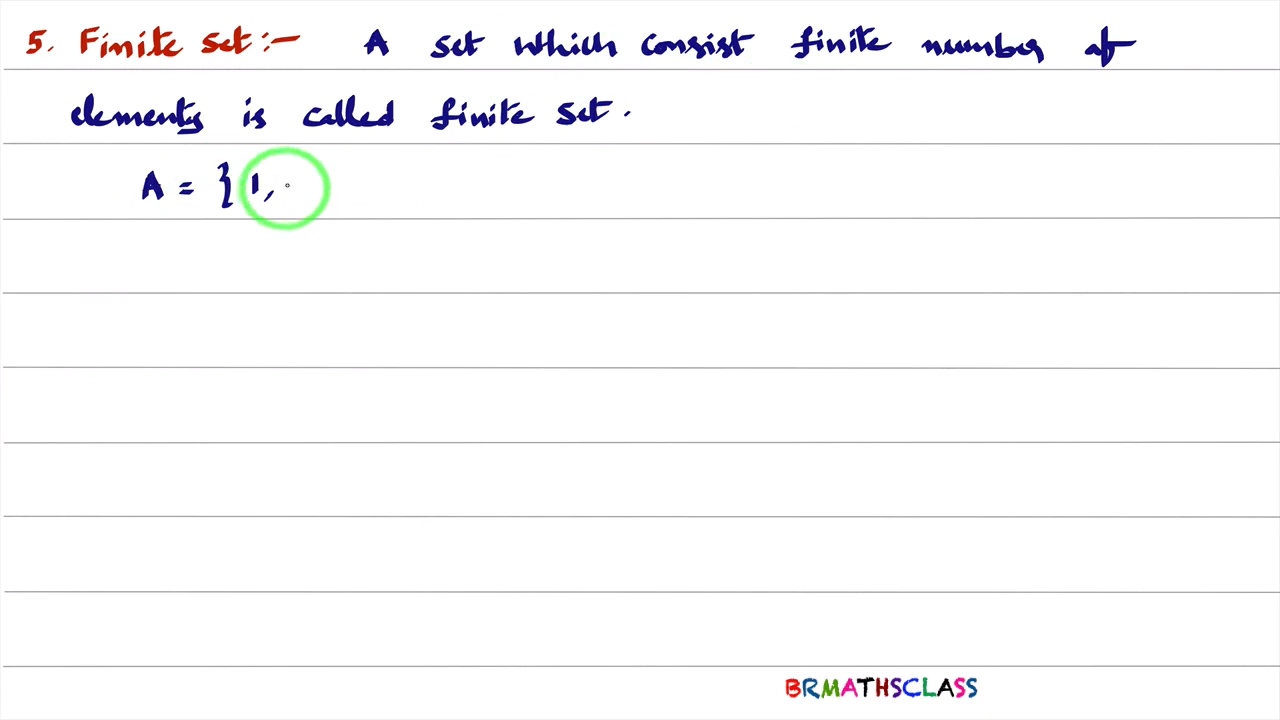 5. Finite set:- A set which consist finite number of
elements is called finite set.
A = { 1,
BRMATHSCLASS